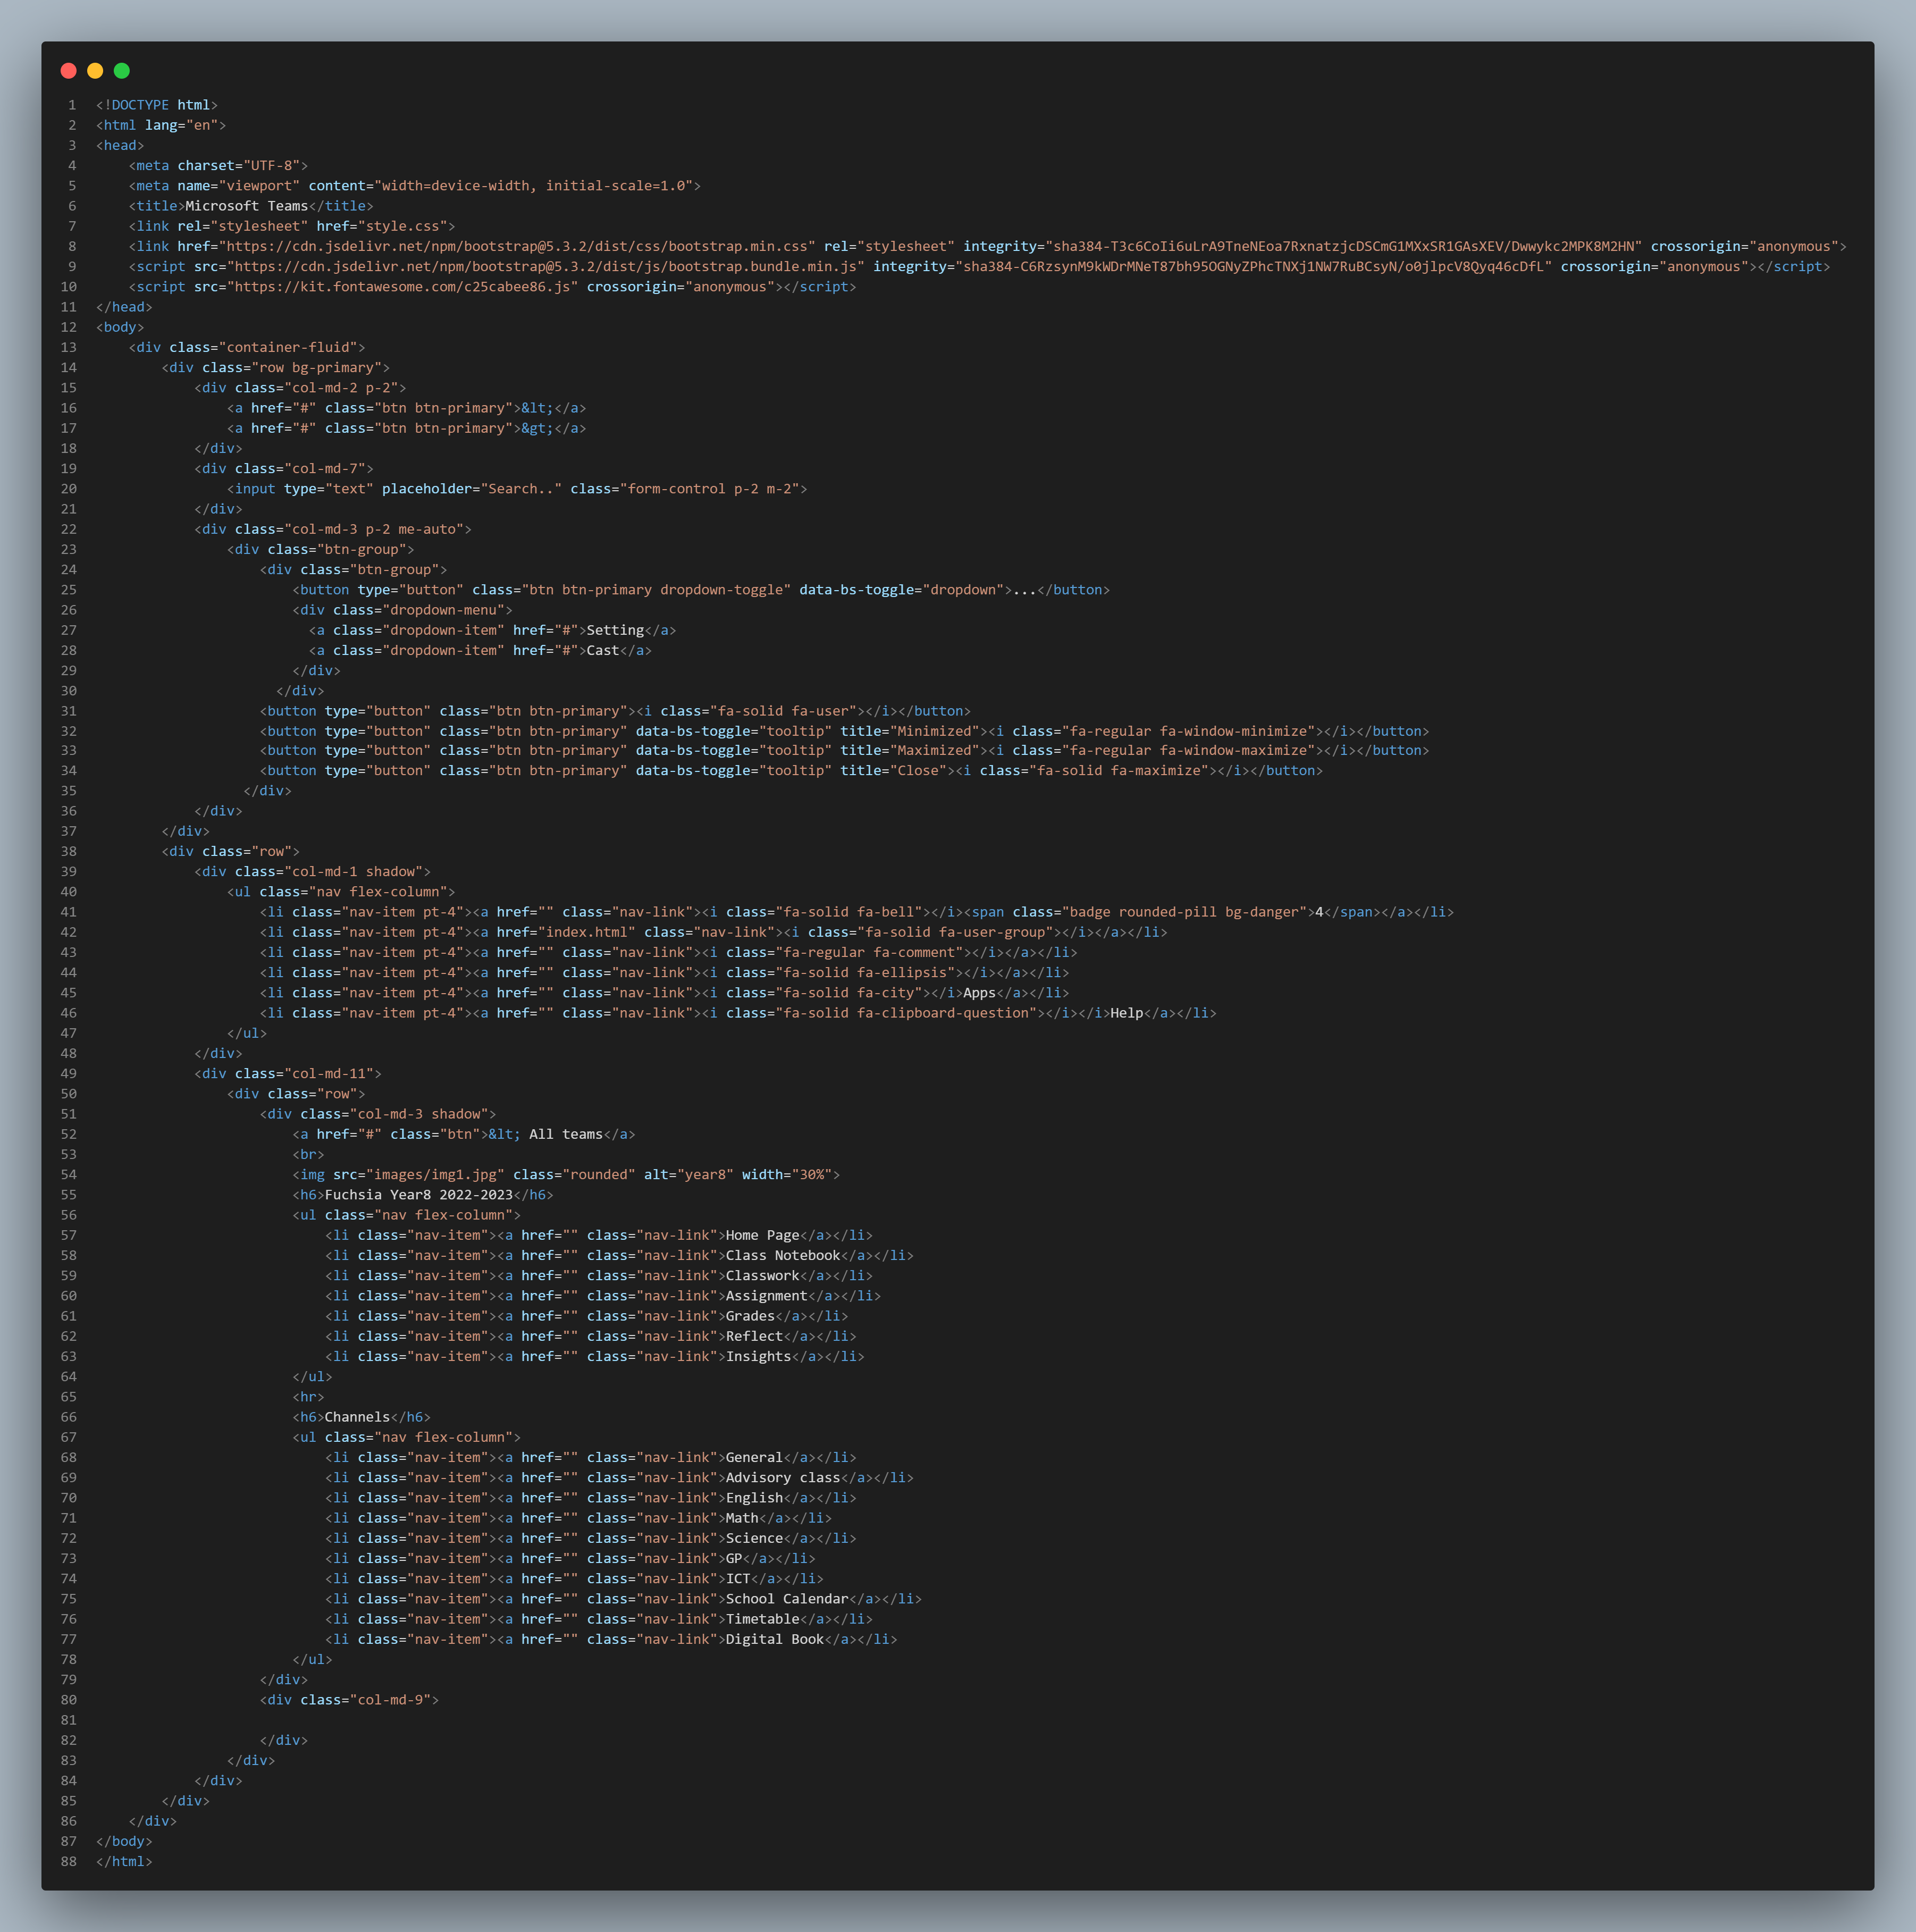 1 <!DOCTYPE html>
2 <html lang="en">
3 <head>
4     <meta charset="UTF-8">
5     <meta name="viewport" content="width=device-width, initial-scale=1.0">
6     <title>Microsoft Teams</title>
7     <link rel="stylesheet" href="style.css">
8     <link href="https://cdn.jsdelivr.net/npm/bootstrap@5.3.2/dist/css/bootstrap.min.css" rel="stylesheet" integrity="sha384-T3c6CoIi6uLrA9TneNEoa7RxnatzjcDSCmG1MXxSR1GAsXEV/Dwwykc2MPK8M2HN" crossorigin="anonymous">
9     <script src="https://cdn.jsdelivr.net/npm/bootstrap@5.3.2/dist/js/bootstrap.bundle.min.js" integrity="sha384-C6RzsynM9kWDrMNeT87bh95OGNyZPhcTNXj1NW7RuBCsyN/o0jlpcV8Qyq46cDfL" crossorigin="anonymous"></script>
10     <script src="https://kit.fontawesome.com/c25cabee86.js" crossorigin="anonymous"></script>
11 </head>
12 <body>
13     <div class="container-fluid">
14         <div class="row bg-primary">
15             <div class="col-md-2 p-2">
16                 <a href="#" class="btn btn-primary">&lt;</a>
17                 <a href="#" class="btn btn-primary">&gt;</a>
18             </div>
19             <div class="col-md-7">
20                 <input type="text" placeholder="Search.." class="form-control p-2 m-2">
21             </div>
22             <div class="col-md-3 p-2 me-auto">
23                 <div class="btn-group">
24                     <div class="btn-group">
25                         <button type="button" class="btn btn-primary dropdown-toggle" data-bs-toggle="dropdown">...</button>
26                         <div class="dropdown-menu">
27                           <a class="dropdown-item" href="#">Setting</a>
28                           <a class="dropdown-item" href="#">Cast</a>
29                         </div>
30                       </div>
31                     <button type="button" class="btn btn-primary"><i class="fa-solid fa-user"></i></button>
32                     <button type="button" class="btn btn-primary" data-bs-toggle="tooltip" title="Minimized"><i class="fa-regular fa-window-minimize"></i></button>
33                     <button type="button" class="btn btn-primary" data-bs-toggle="tooltip" title="Maximized"><i class="fa-regular fa-window-maximize"></i></button>
34                     <button type="button" class="btn btn-primary" data-bs-toggle="tooltip" title="Close"><i class="fa-solid fa-maximize"></i></button>
35                   </div>
36             </div>
37         </div>
38         <div class="row">
39             <div class="col-md-1 shadow">
40                 <ul class="nav flex-column">
41                     <li class="nav-item pt-4"><a href="" class="nav-link"><i class="fa-solid fa-bell"></i><span class="badge rounded-pill bg-danger">4</span></a></li>
42                     <li class="nav-item pt-4"><a href="index.html" class="nav-link"><i class="fa-solid fa-user-group"></i></a></li>
43                     <li class="nav-item pt-4"><a href="" class="nav-link"><i class="fa-regular fa-comment"></i></a></li>
44                     <li class="nav-item pt-4"><a href="" class="nav-link"><i class="fa-solid fa-ellipsis"></i></a></li>
45                     <li class="nav-item pt-4"><a href="" class="nav-link"><i class="fa-solid fa-city"></i>Apps</a></li>
46                     <li class="nav-item pt-4"><a href="" class="nav-link"><i class="fa-solid fa-clipboard-question"></i></i>Help</a></li>
47                 </ul>
48             </div>
49             <div class="col-md-11">
50                 <div class="row">
51                     <div class="col-md-3 shadow">
52                         <a href="#" class="btn">&lt; All teams</a>
53                         <br>
54                         <img src="images/img1.jpg" class="rounded" alt="year8" width="30%">
55                         <h6>Fuchsia Year8 2022-2023</h6>
56                         <ul class="nav flex-column">
57                             <li class="nav-item"><a href="" class="nav-link">Home Page</a></li>
58                             <li class="nav-item"><a href="" class="nav-link">Class Notebook</a></li>
59                             <li class="nav-item"><a href="" class="nav-link">Classwork</a></li>
60                             <li class="nav-item"><a href="" class="nav-link">Assignment</a></li>
61                             <li class="nav-item"><a href="" class="nav-link">Grades</a></li>
62                             <li class="nav-item"><a href="" class="nav-link">Reflect</a></li>
63                             <li class="nav-item"><a href="" class="nav-link">Insights</a></li>
64                         </ul>
65                         <hr>
66                         <h6>Channels</h6>
67                         <ul class="nav flex-column">
68                             <li class="nav-item"><a href="" class="nav-link">General</a></li>
69                             <li class="nav-item"><a href="" class="nav-link">Advisory class</a></li>
70                             <li class="nav-item"><a href="" class="nav-link">English</a></li>
71                             <li class="nav-item"><a href="" class="nav-link">Math</a></li>
72                             <li class="nav-item"><a href="" class="nav-link">Science</a></li>
73                             <li class="nav-item"><a href="" class="nav-link">GP</a></li>
74                             <li class="nav-item"><a href="" class="nav-link">ICT</a></li>
75                             <li class="nav-item"><a href="" class="nav-link">School Calendar</a></li>
76                             <li class="nav-item"><a href="" class="nav-link">Timetable</a></li>
77                             <li class="nav-item"><a href="" class="nav-link">Digital Book</a></li>
78                         </ul>
79                     </div>
80                     <div class="col-md-9">
81
82                     </div>
83                 </div>
84             </div>
85         </div>
86     </div>
87 </body>
88 </html>